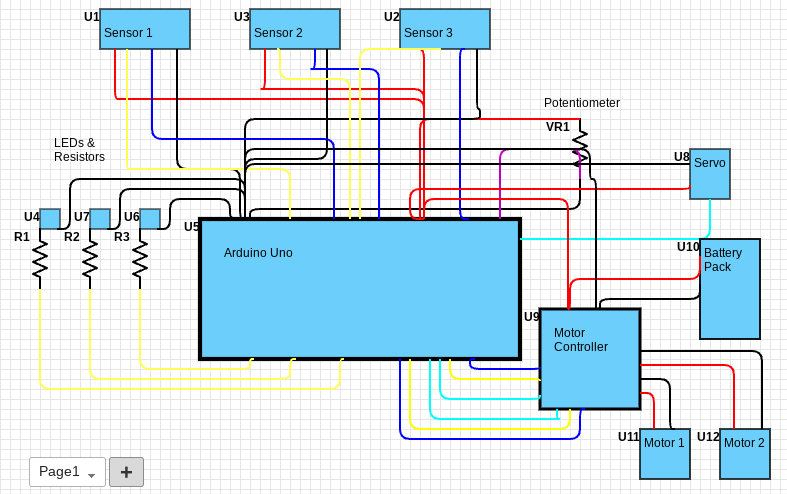 U1
Sensor 1
U3
Sensor 2
U2
Sensor 3
Potentiometer
VR1
LEDs &
Resistors
U8
Servo
U4
U7
U6
U5
R1
R2
R3
Arduino Uno
U10
Battery
Pack
U9
Motor
Controller
U11
Motor 1
U12
Motor 2
Page1
+